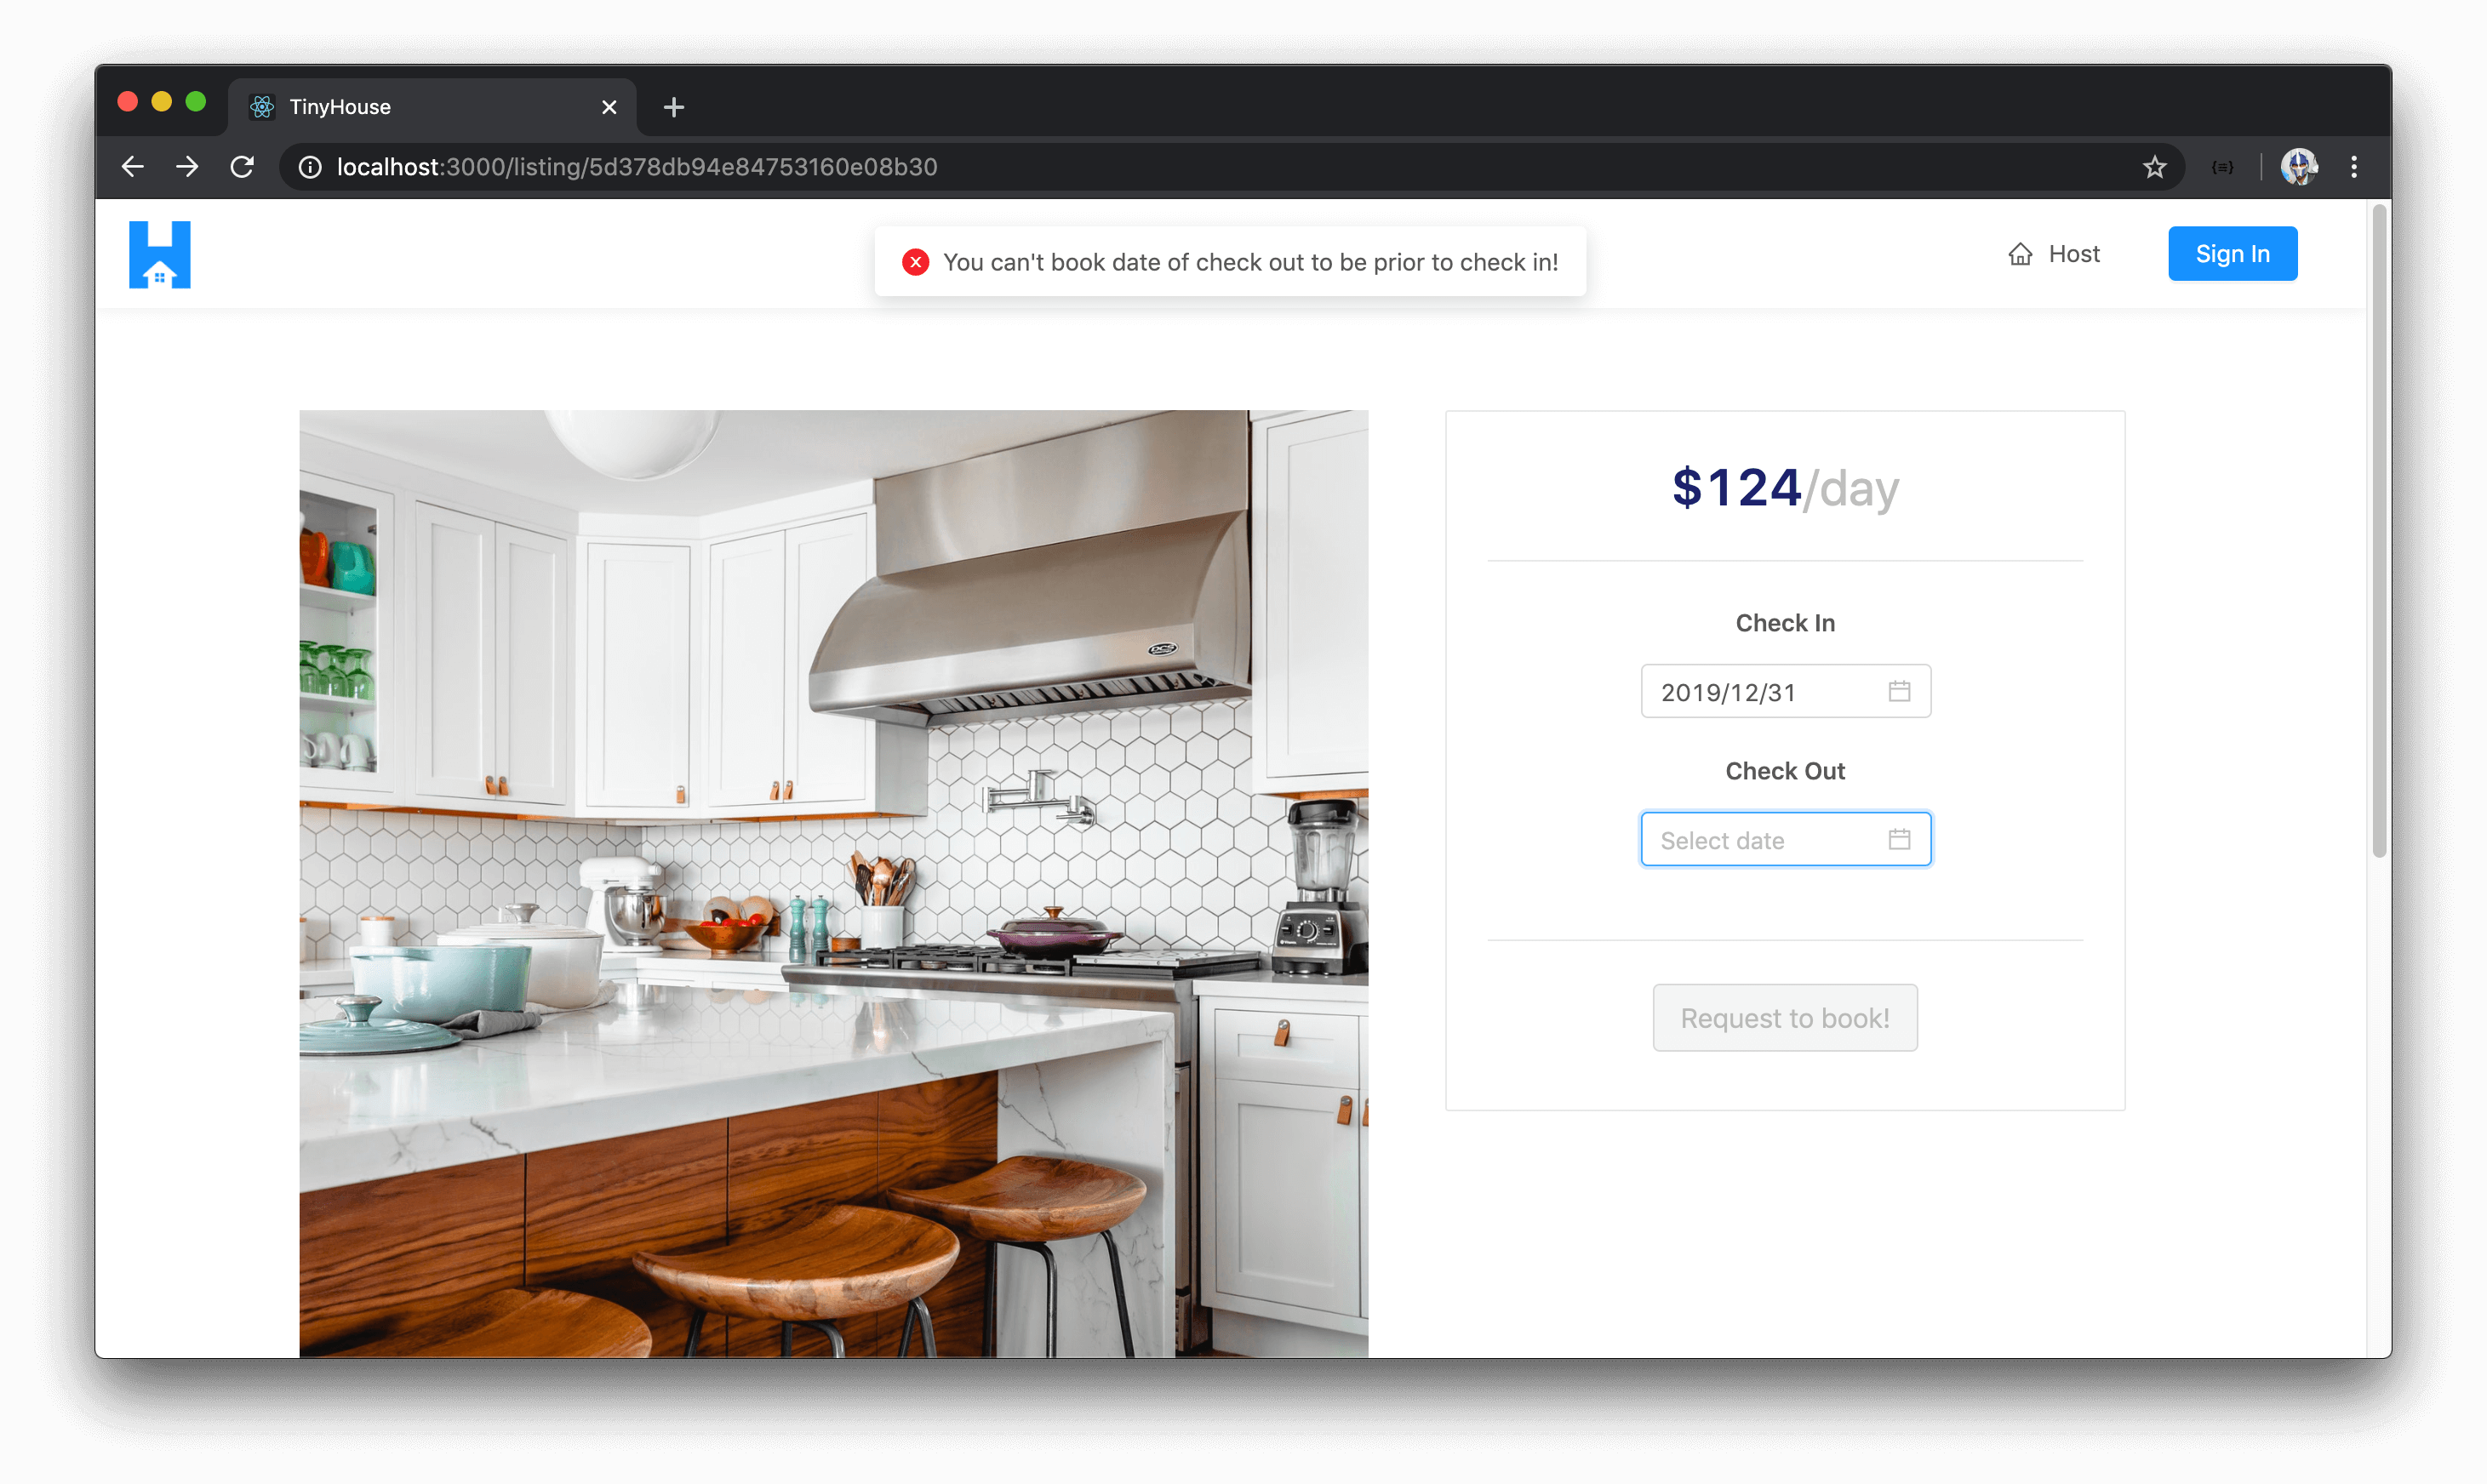 TinyHouse
localhost:3000/listing/5d378db94e84753160e08b30
You can't book date of check out to be prior to check in!
Host
Sign In
$124/day
Check In
2019/12/31
Check Out
Select date
Request to book!
DCS